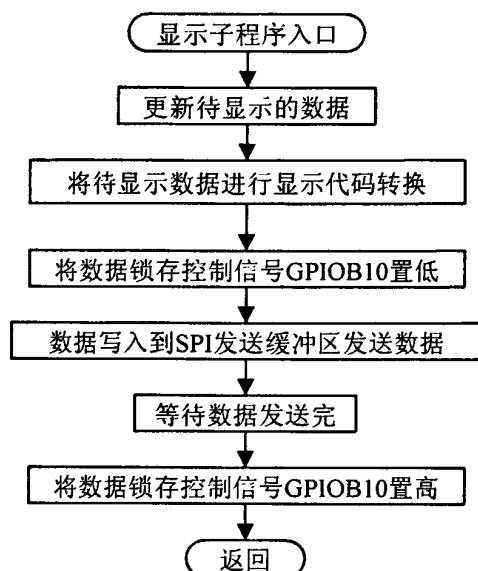 显示子程序入口
更新待显示的数据
将待显示数据进行显示代码转换
将数据锁存控制信号GPIOB10置低
数据写入到SPI发送缓冲区发送数据
等待数据发送完
将数据锁存控制信号GPIOB10置高
返回